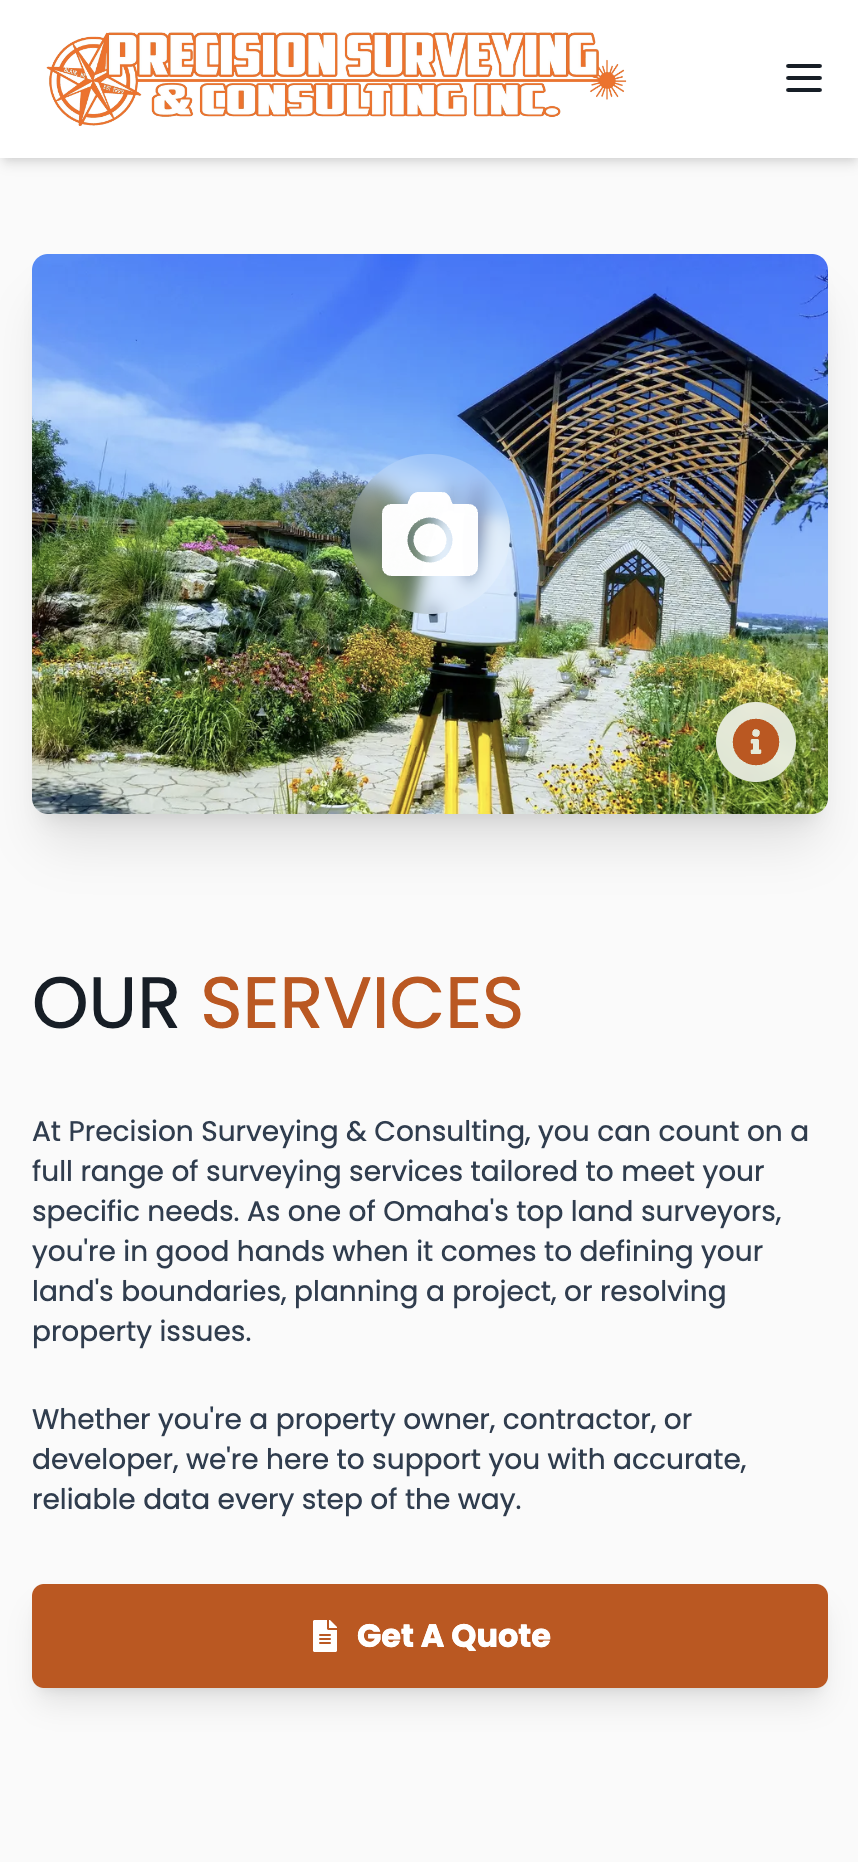 PRECISION SURVEYING
& CONSULTING INC.
OUR SERVICES
At Precision Surveying & Consulting, you can count on a
full range of surveying services tailored to meet your
specific needs. As one of Omaha's top land surveyors,
you're in good hands when it comes to defining your
land's boundaries, planning a project, or resolving
property issues.
Whether you're a property owner, contractor, or
developer, we're here to support you with accurate,
reliable data every step of the way.
Get A Quote